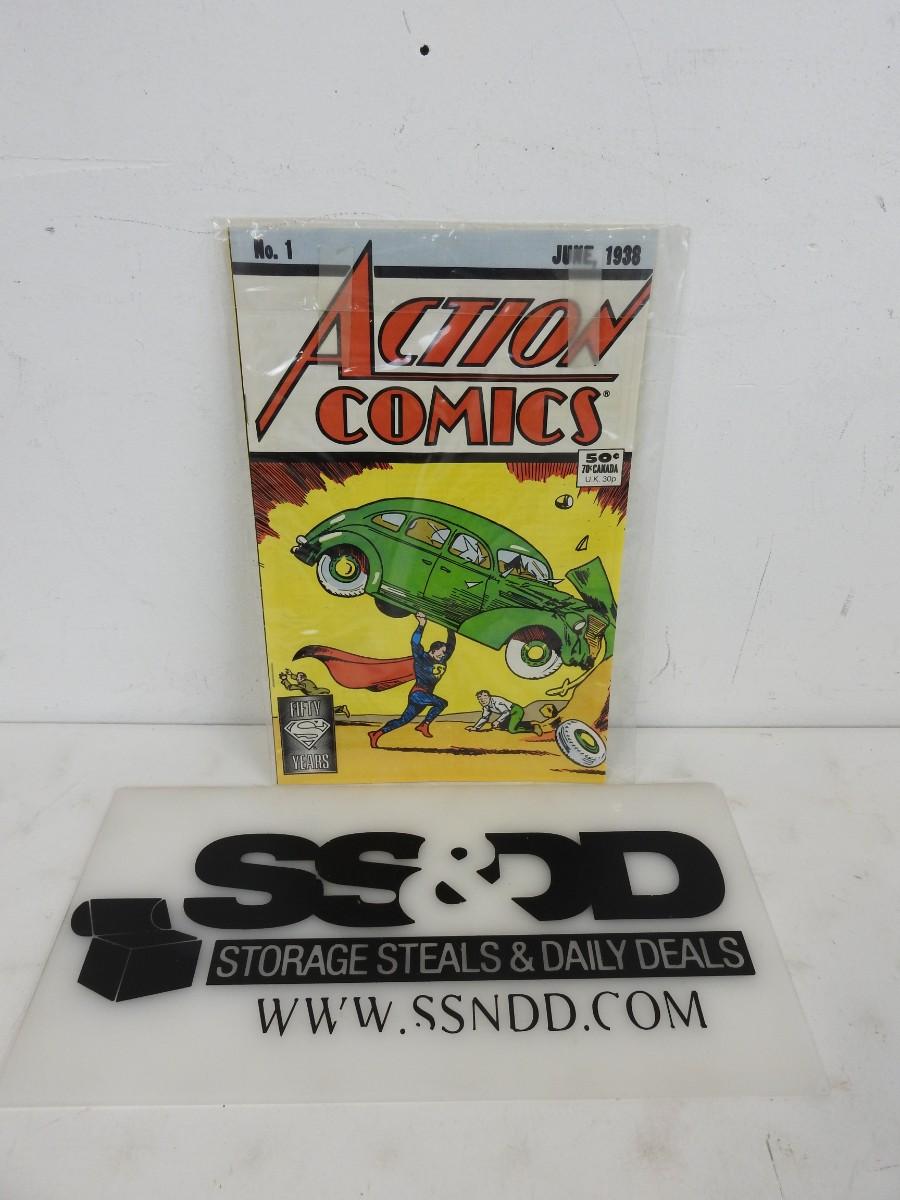 No. 1 JUNE, 1938
ACTION
COMICS®
50¢
70¢ CANADA
U.K. 30p
S
FIFTY
S
YEARS
SS&DD
STORAGE STEALS & DAILY DEALS
WWW.SSNDD.COM